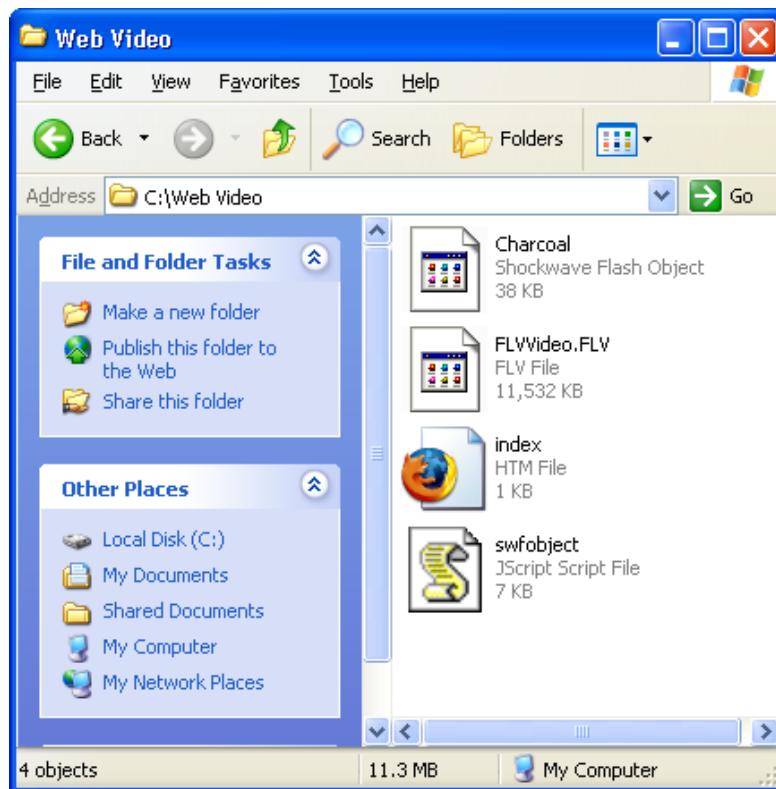 Web Video
File Edit View Favorites Tools Help
Back Search Folders
Address C:\Web Video Go
File and Folder Tasks
Make a new folder
Publish this folder to
the Web
Share this folder
Other Places
Local Disk (C:)
My Documents
Shared Documents
My Computer
My Network Places
Charcoal
Shockwave Flash Object
38 KB
FLVVideo.FLV
FLV File
11,532 KB
index
HTM File
1 KB
swfobject
JScript Script File
7 KB
4 objects 11.3 MB My Computer